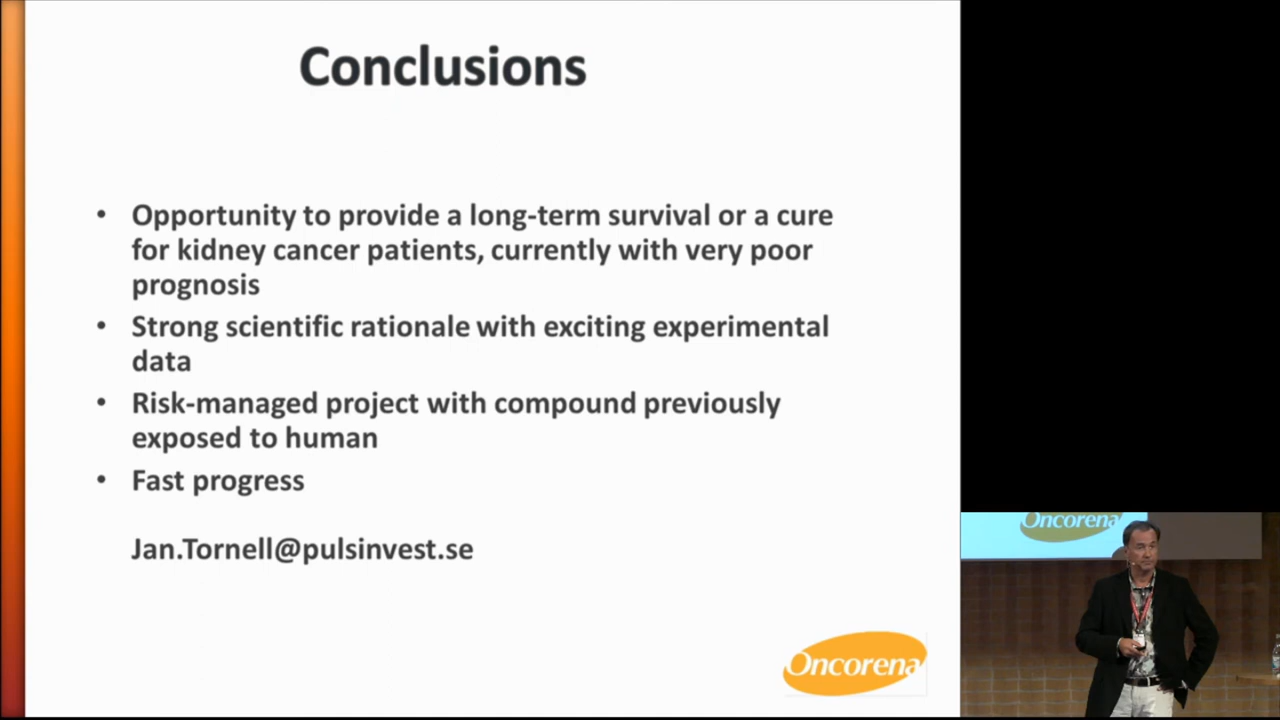 Conclusions
• Opportunity to provide a long-term survival or a cure
for kidney cancer patients, currently with very poor
prognosis
• Strong scientific rationale with exciting experimental
data
• Risk-managed project with compound previously
exposed to human
• Fast progress
Jan.Tornell@pulsinvest.se
Oncorena
Oncorena